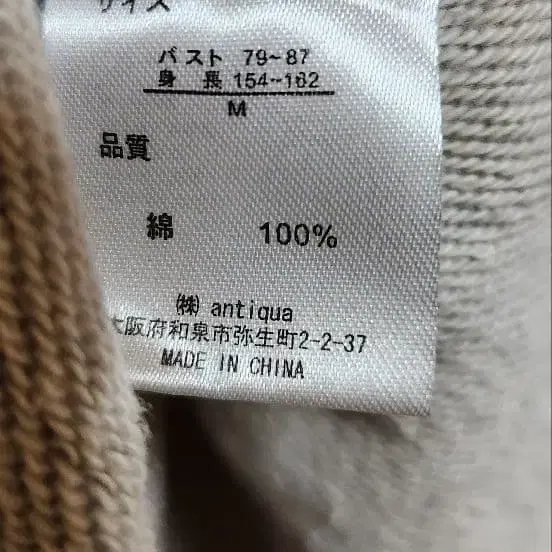 サイズ
バスト 79~87
身 長 154~162
M
品質
綿 100%
㈱ antiqua
大阪府和泉市弥生町2-2-37
MADE IN CHINA